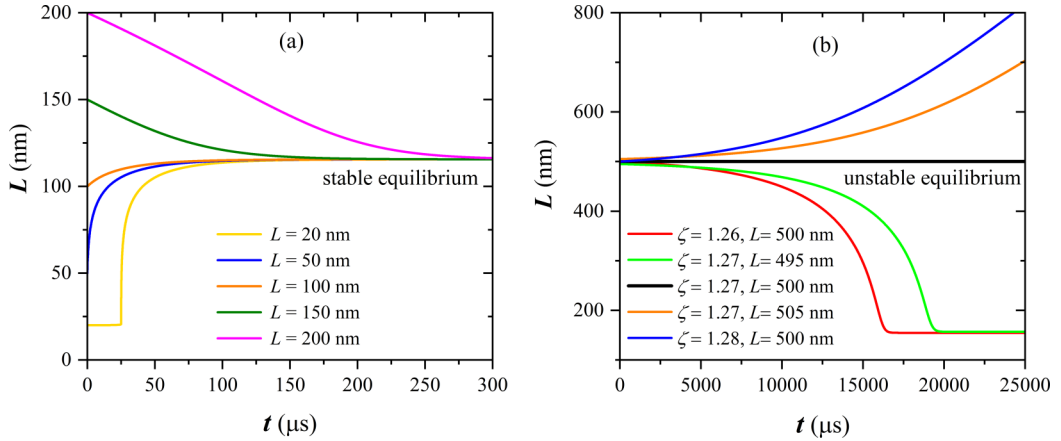 (a)
L (nm)
200
150
100
50
0
stable equilibrium
L = 20 nm
L = 50 nm
L = 100 nm
L = 150 nm
L = 200 nm
0 50 100 150 200 250 300
t (μs)
(b)
L (nm)
800
600
400
200
unstable equilibrium
ζ = 1.26, L= 500 nm
ζ = 1.27, L= 495 nm
ζ = 1.27, L= 500 nm
ζ = 1.27, L= 505 nm
ζ = 1.28, L= 500 nm
0 5000 10000 15000 20000 25000
t (μs)